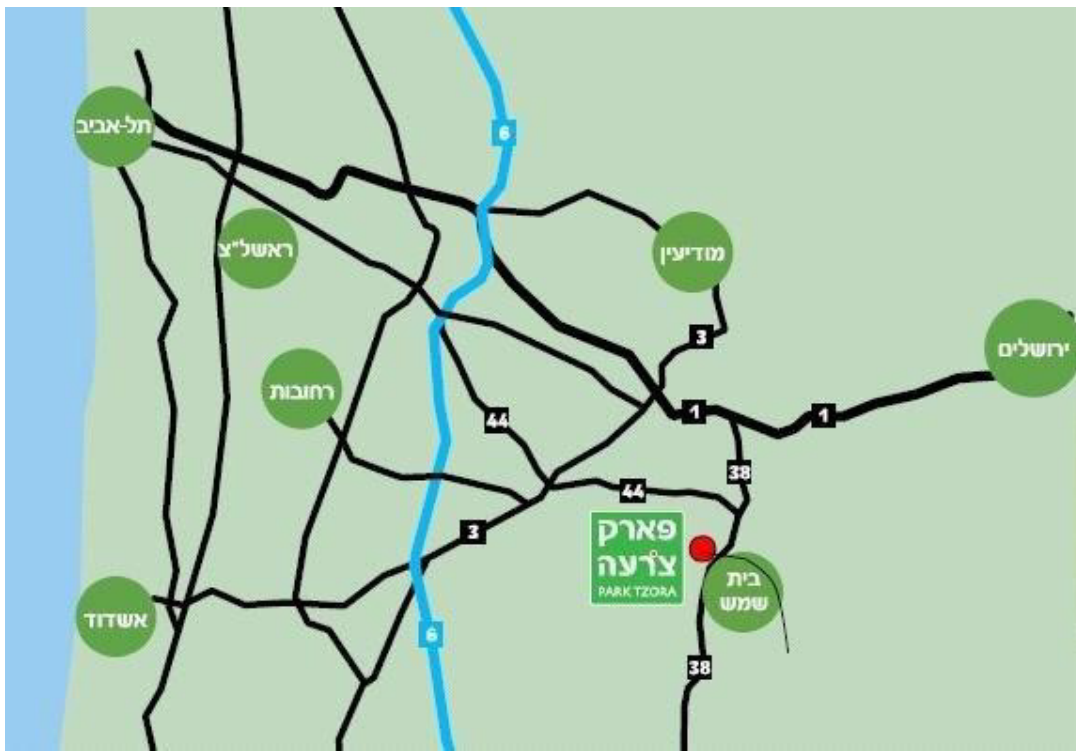 6
תל-אביב
ראשל"צ
מודיעין
3
ירושלים
רחובות
1
1
44
38
44
3
פארק
צרעה
PARK TZORA
בית
שמש
אשדוד
6
38